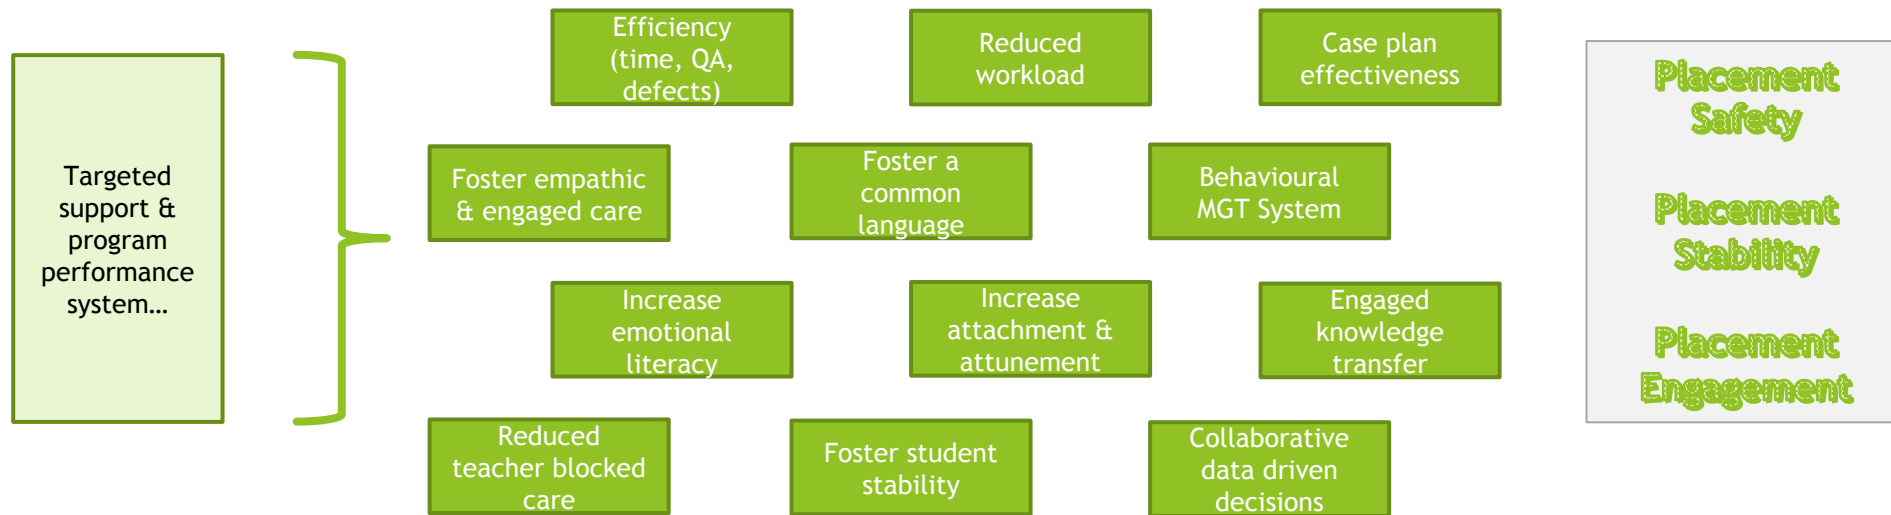 Targeted
support &
program
performance
system…
Efficiency
(time, QA,
defects)
Reduced
workload
Case plan
effectiveness
Foster empathic
& engaged care
Foster a
common
language
Behavioural
MGT System
Increase
emotional
literacy
Increase
attachment &
attunement
Engaged
knowledge
transfer
Reduced
teacher blocked
care
Foster student
stability
Collaborative
data driven
decisions
Placement
Safety
Placement
Stability
Placement
Engagement